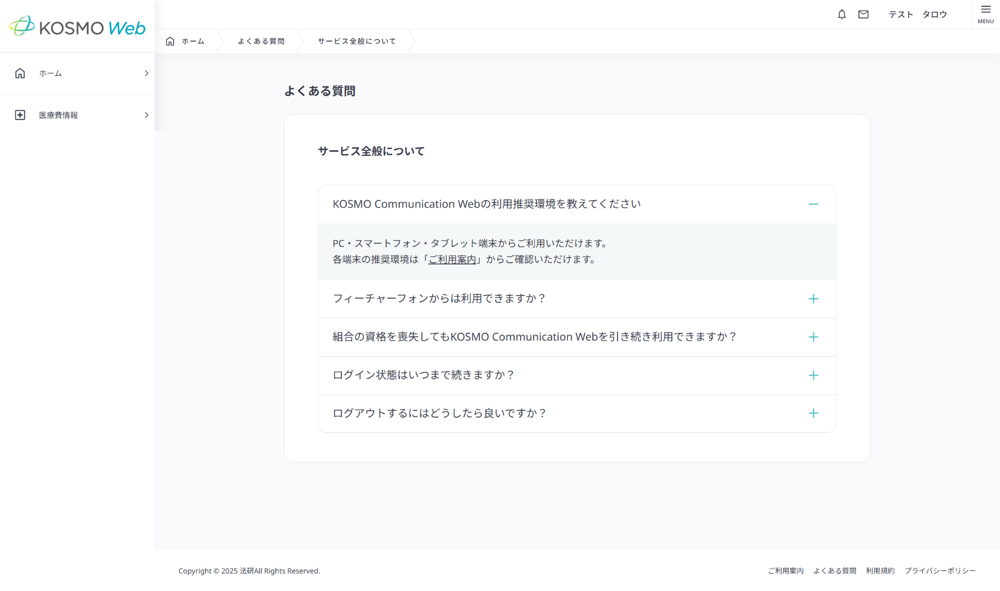 KOSMO Web
テスト　タロウ
MENU
ホーム
よくある質問
サービス全般について
ホーム
医療費情報
よくある質問
サービス全般について
KOSMO Communication Webの利用推奨環境を教えてください
PC・スマートフォン・タブレット端末からご利用いただけます。
各端末の推奨環境は「ご利用案内」からご確認いただけます。
フィーチャーフォンからは利用できますか？
組合の資格を喪失してもKOSMO Communication Webを引き続き利用できますか？
ログイン状態はいつまで続きますか？
ログアウトするにはどうしたら良いですか？
Copyright © 2025 法研All Rights Reserved.
ご利用案内　よくある質問　利用規約　プライバシーポリシー